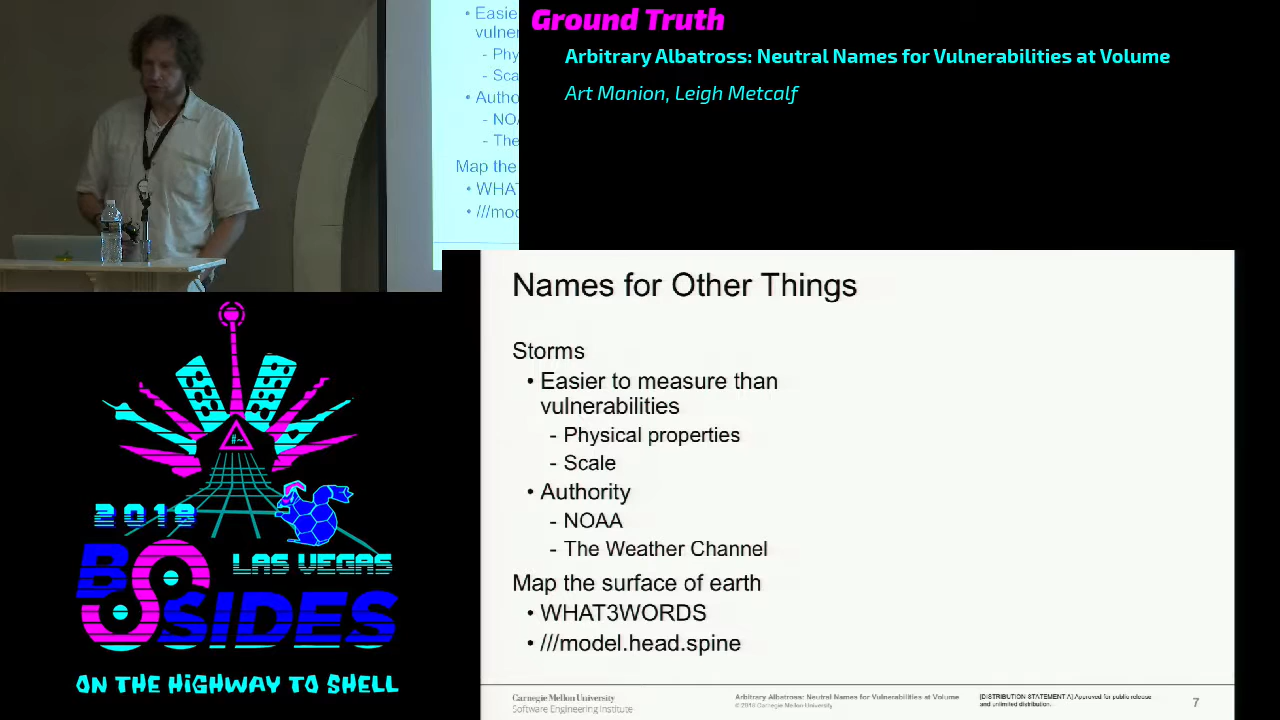 Ground Truth
Arbitrary Albatross: Neutral Names for Vulnerabilities at Volume
Art Manion, Leigh Metcalf
• Easie
vulner
- Phy
- Sca
• Autho
- NO
- The
Map the
• WHAT
• ///mod
Names for Other Things
Storms
• Easier to measure than
vulnerabilities
- Physical properties
- Scale
• Authority
- NOAA
- The Weather Channel
Map the surface of earth
• WHAT3WORDS
• ///model.head.spine
#~
2019
BSIDES
LAS VEGAS
ON THE HIGHWAY TO SHELL
Carnegie Mellon University
Software Engineering Institute
Arbitrary Albatross: Neutral Names for Vulnerabilities at Volume
© 2019 Carnegie Mellon University
[DISTRIBUTION STATEMENT A] Approved for public release
and unlimited distribution.
7